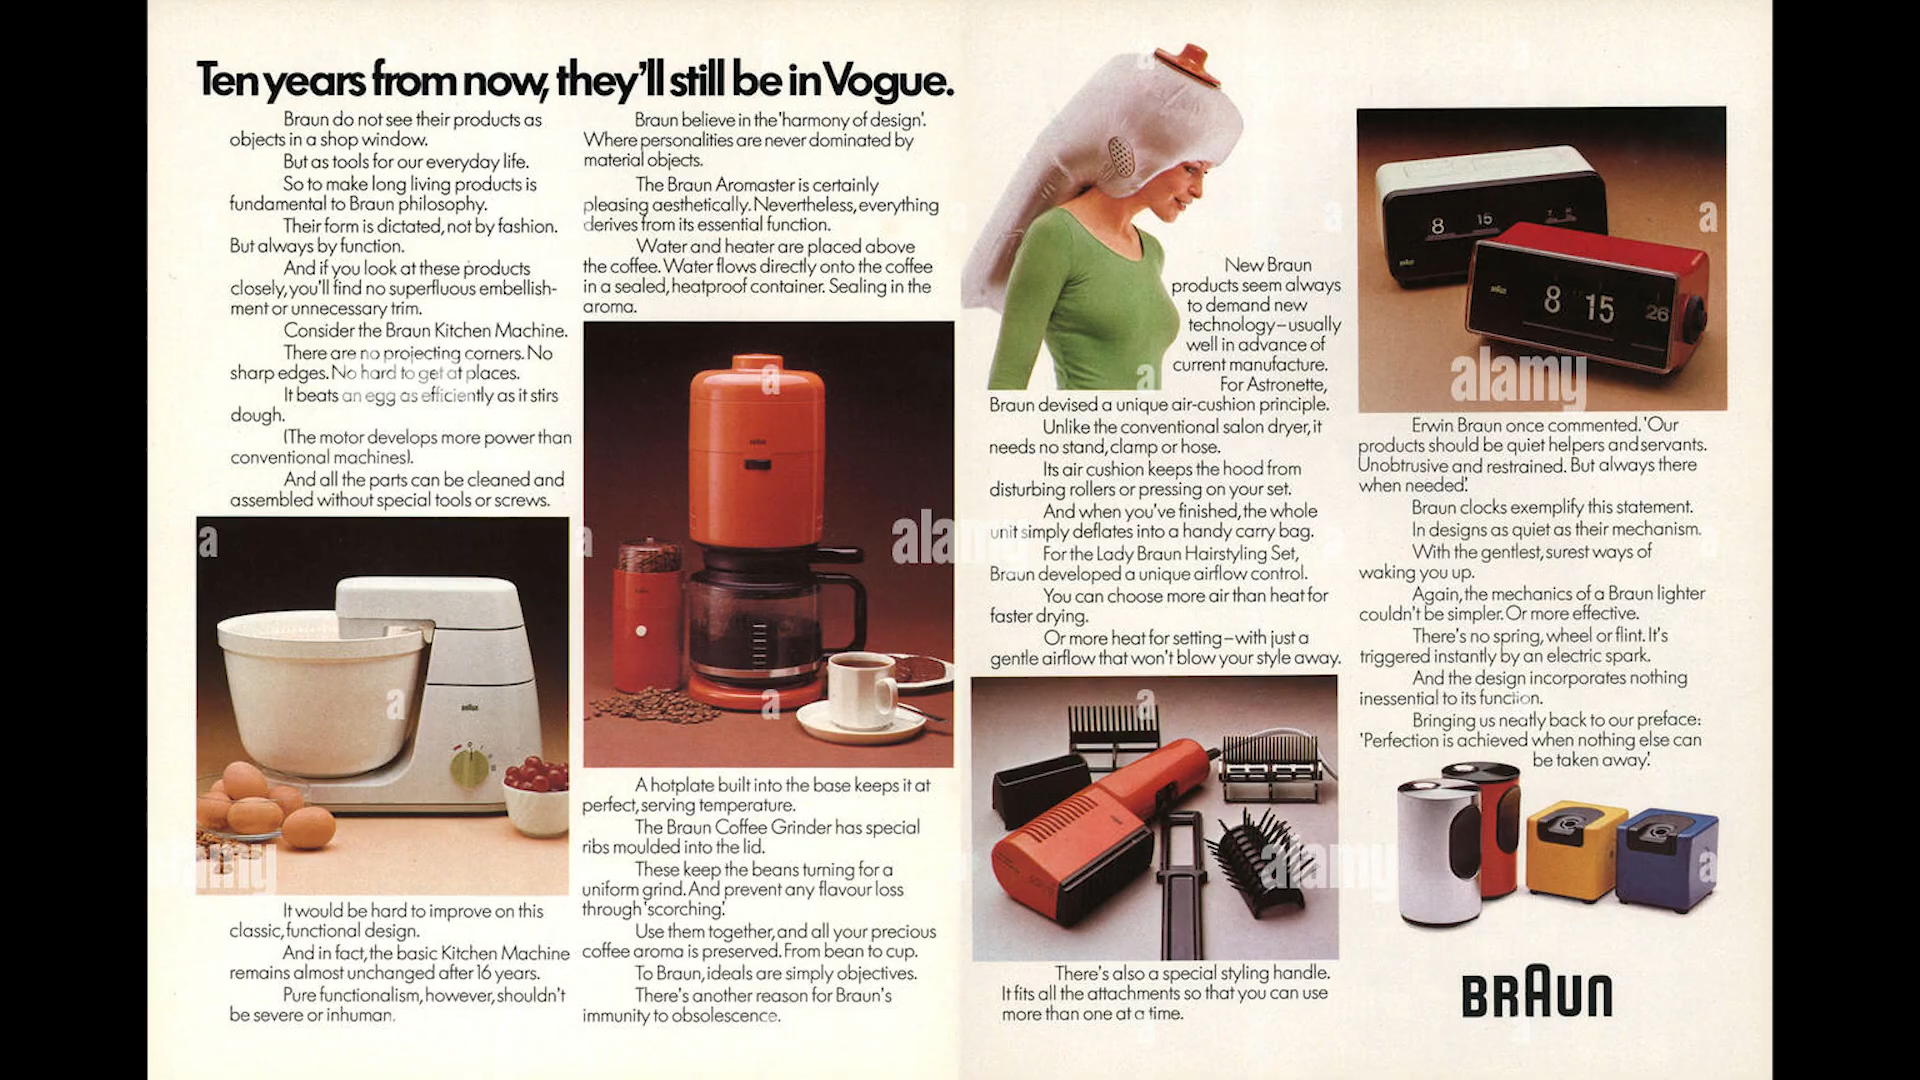 Ten years from now, they'll still be in Vogue.
Braun do not see their products as
objects in a shop window.
But as tools for our everyday life.
So to make long living products is
fundamental to Braun philosophy.
Their form is dictated, not by fashion.
But always by function.
And if you look at these products
closely, you'll find no superfluous embellish-
ment or unnecessary trim.
Consider the Braun Kitchen Machine.
There are no projecting corners. No
sharp edges. No hard to get at places.
It beats an egg as efficiently as it stirs
dough.
(The motor develops more power than
conventional machines).
And all the parts can be cleaned and
assembled without special tools or screws.
BRAUN
It would be hard to improve on this
classic, functional design.
And in fact, the basic Kitchen Machine
remains almost unchanged after 16 years.
Pure functionalism, however, shouldn't
be severe or inhuman.
Braun believe in the 'harmony of design'.
Where personalities are never dominated by
material objects.
The Braun Aromaster is certainly
pleasing aesthetically. Nevertheless, everything
derives from its essential function.
Water and heater are placed above
the coffee. Water flows directly onto the coffee
in a sealed, heatproof container. Sealing in the
aroma.
BRAUN
A hotplate built into the base keeps it at
perfect, serving temperature.
The Braun Coffee Grinder has special
ribs moulded into the lid.
These keep the beans turning for a
uniform grind. And prevent any flavour loss
through 'scorching'.
Use them together, and all your precious
coffee aroma is preserved. From bean to cup.
To Braun, ideals are simply objectives.
There's another reason for Braun's
immunity to obsolescence.
New Braun
products seem always
to demand new
technology – usually
well in advance of
current manufacture.
For Astronette,
Braun devised a unique air-cushion principle.
Unlike the conventional salon dryer, it
needs no stand, clamp or hose.
Its air cushion keeps the hood from
disturbing rollers or pressing on your set.
And when you've finished, the whole
unit simply deflates into a handy carry bag.
For the Lady Braun Hairstyling Set,
Braun developed a unique airflow control.
You can choose more air than heat for
faster drying.
Or more heat for setting – with just a
gentle airflow that won't blow your style away.
There's also a special styling handle.
It fits all the attachments so that you can use
more than one at a time.
8 15
BRAUN
BRAUN
8 15 26
Erwin Braun once commented. 'Our
products should be quiet helpers and servants.
Unobtrusive and restrained. But always there
when needed'.
Braun clocks exemplify this statement.
In designs as quiet as their mechanism.
With the gentlest, surest ways of
waking you up.
Again, the mechanics of a Braun lighter
couldn't be simpler. Or more effective.
There's no spring, wheel or flint. It's
triggered instantly by an electric spark.
And the design incorporates nothing
inessential to its function.
Bringing us neatly back to our preface:
'Perfection is achieved when nothing else can
be taken away'.
BRAUN
alamy
alamy
alamy
alamy
a
a
a
a
a
a
a
a
a